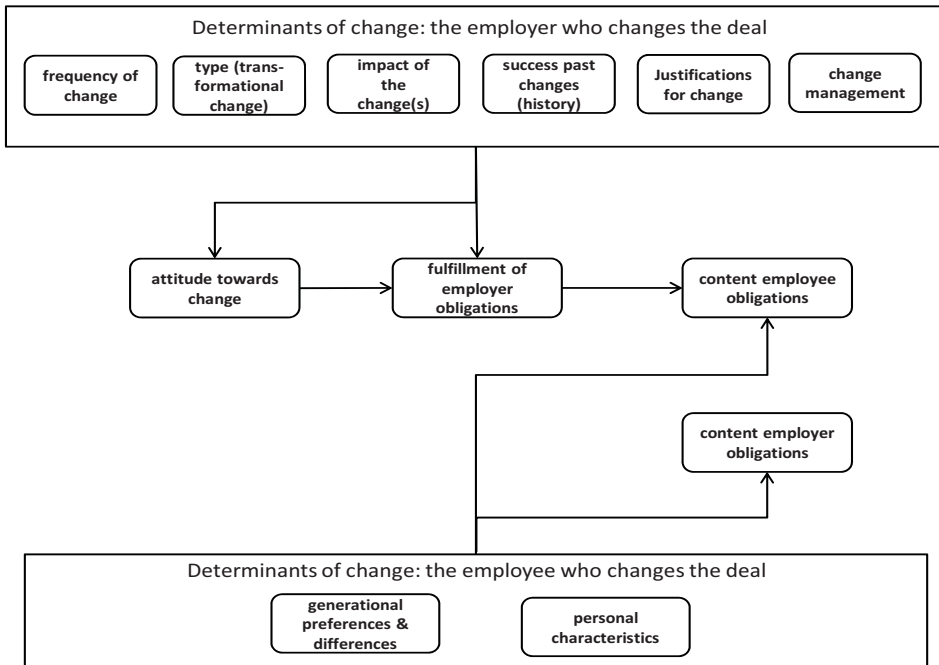 Determinants of change: the employer who changes the deal
frequency of
change
type (trans-
formational
change)
impact of
the
change(s)
success past
changes
(history)
Justifications
for change
change
management
attitude towards
change
fulfillment of
employer
obligations
content employee
obligations
content employer
obligations
Determinants of change: the employee who changes the deal
generational
preferences &
differences
personal
characteristics